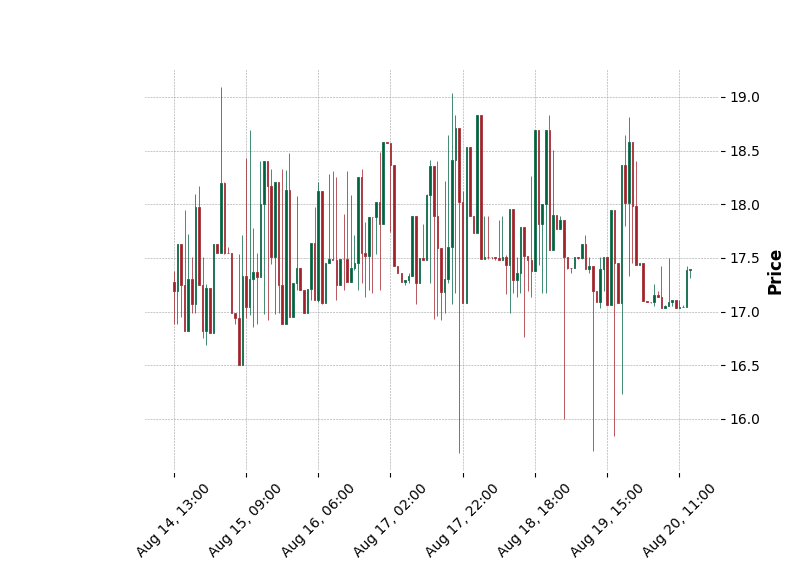 19.0
18.5
18.0
17.5
17.0
16.5
16.0
Price
Aug 14, 13:00
Aug 15, 09:00
Aug 16, 06:00
Aug 17, 02:00
Aug 17, 22:00
Aug 18, 18:00
Aug 19, 15:00
Aug 20, 11:00